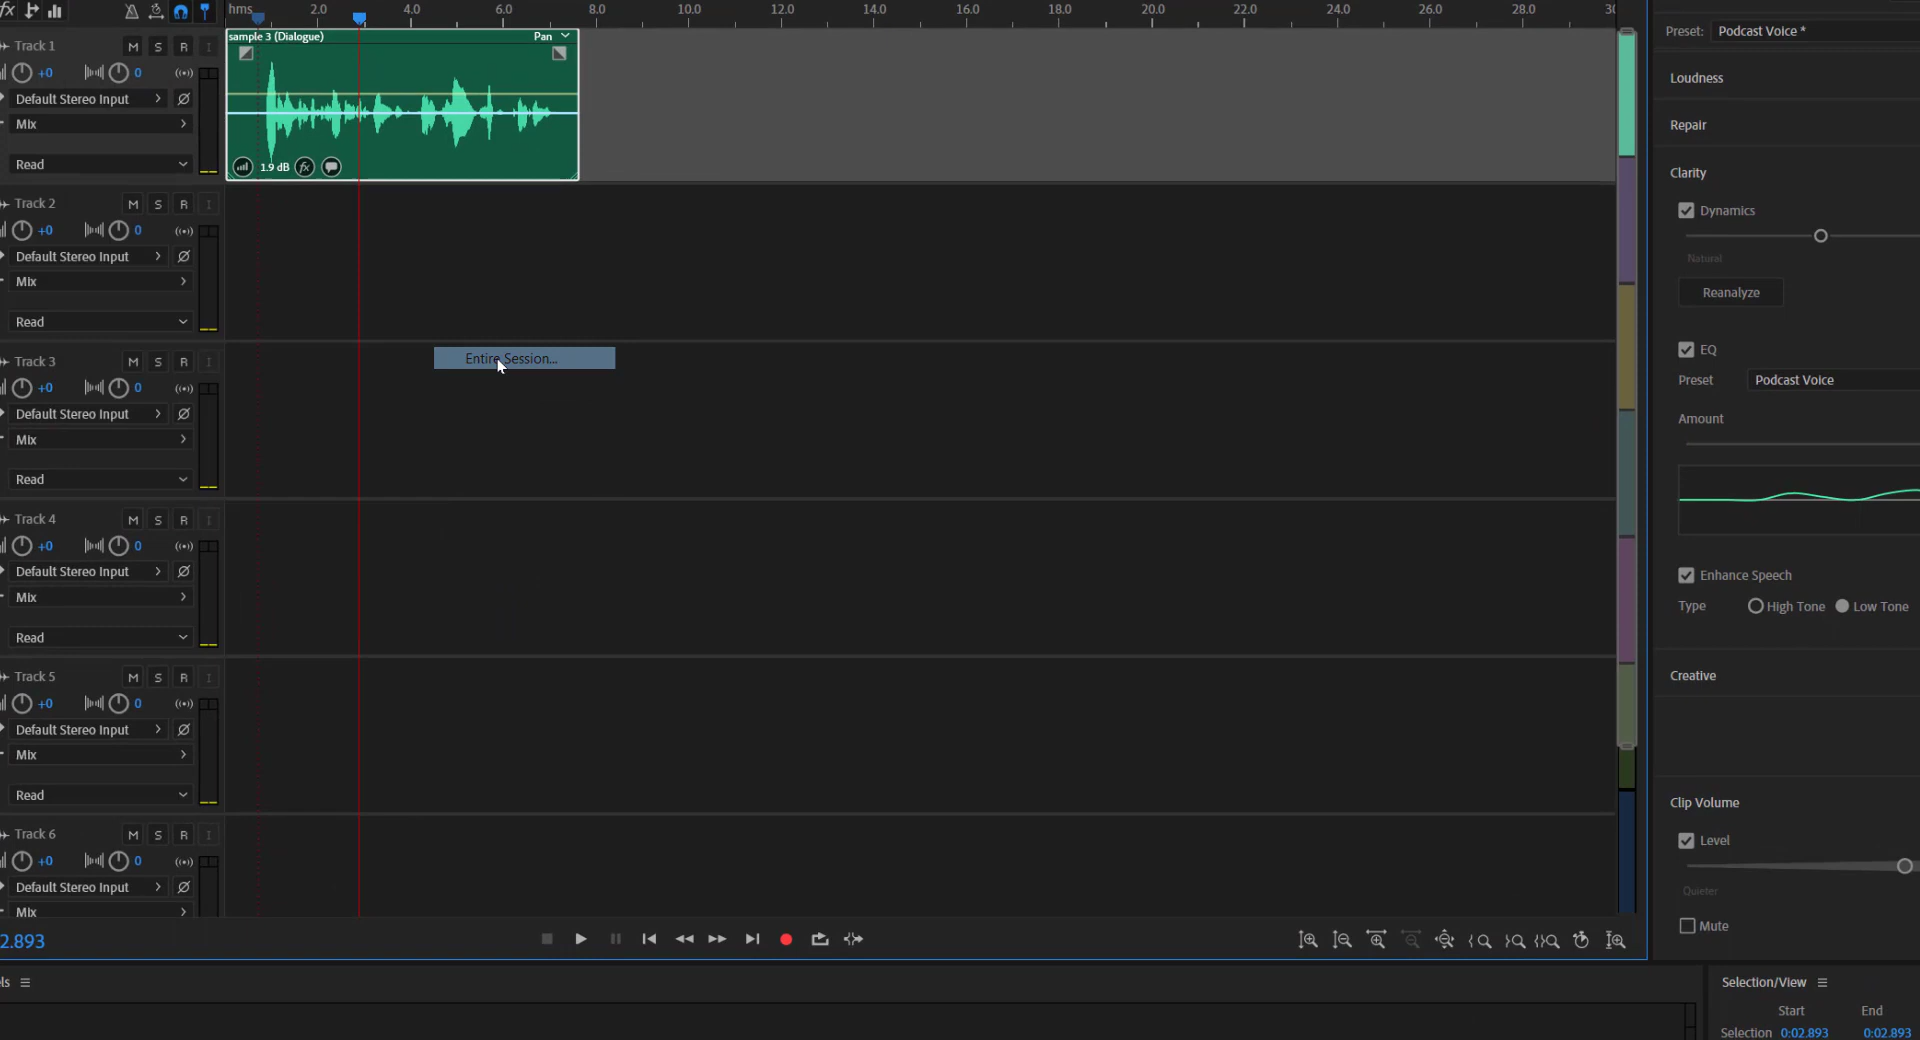 hms 2.0 4.0 6.0 8.0 10.0 12.0 14.0 16.0 18.0 20.0 22.0 24.0 26.0 28.0 30
Preset: Podcast Voice *
sample 3 (Dialogue) Pan
Track 1 M S R I
+0 0
Default Stereo Input
Mix
Read
1.9 dB fx
Loudness
Repair
Clarity
Dynamics
Natural
Reanalyze
EQ
Preset Podcast Voice
Amount
Enhance Speech
Type High Tone Low Tone
Creative
Clip Volume
Level
Quieter
Mute
Track 2 M S R I
+0 0
Default Stereo Input
Mix
Read
Entire Session...
Track 3 M S R I
+0 0
Default Stereo Input
Mix
Read
Track 4 M S R I
+0 0
Default Stereo Input
Mix
Read
Track 5 M S R I
+0 0
Default Stereo Input
Mix
Read
Track 6 M S R I
+0 0
Default Stereo Input
Mix
2.893
ls
Selection/View
Start End
Selection 0:02.893 0:02.893